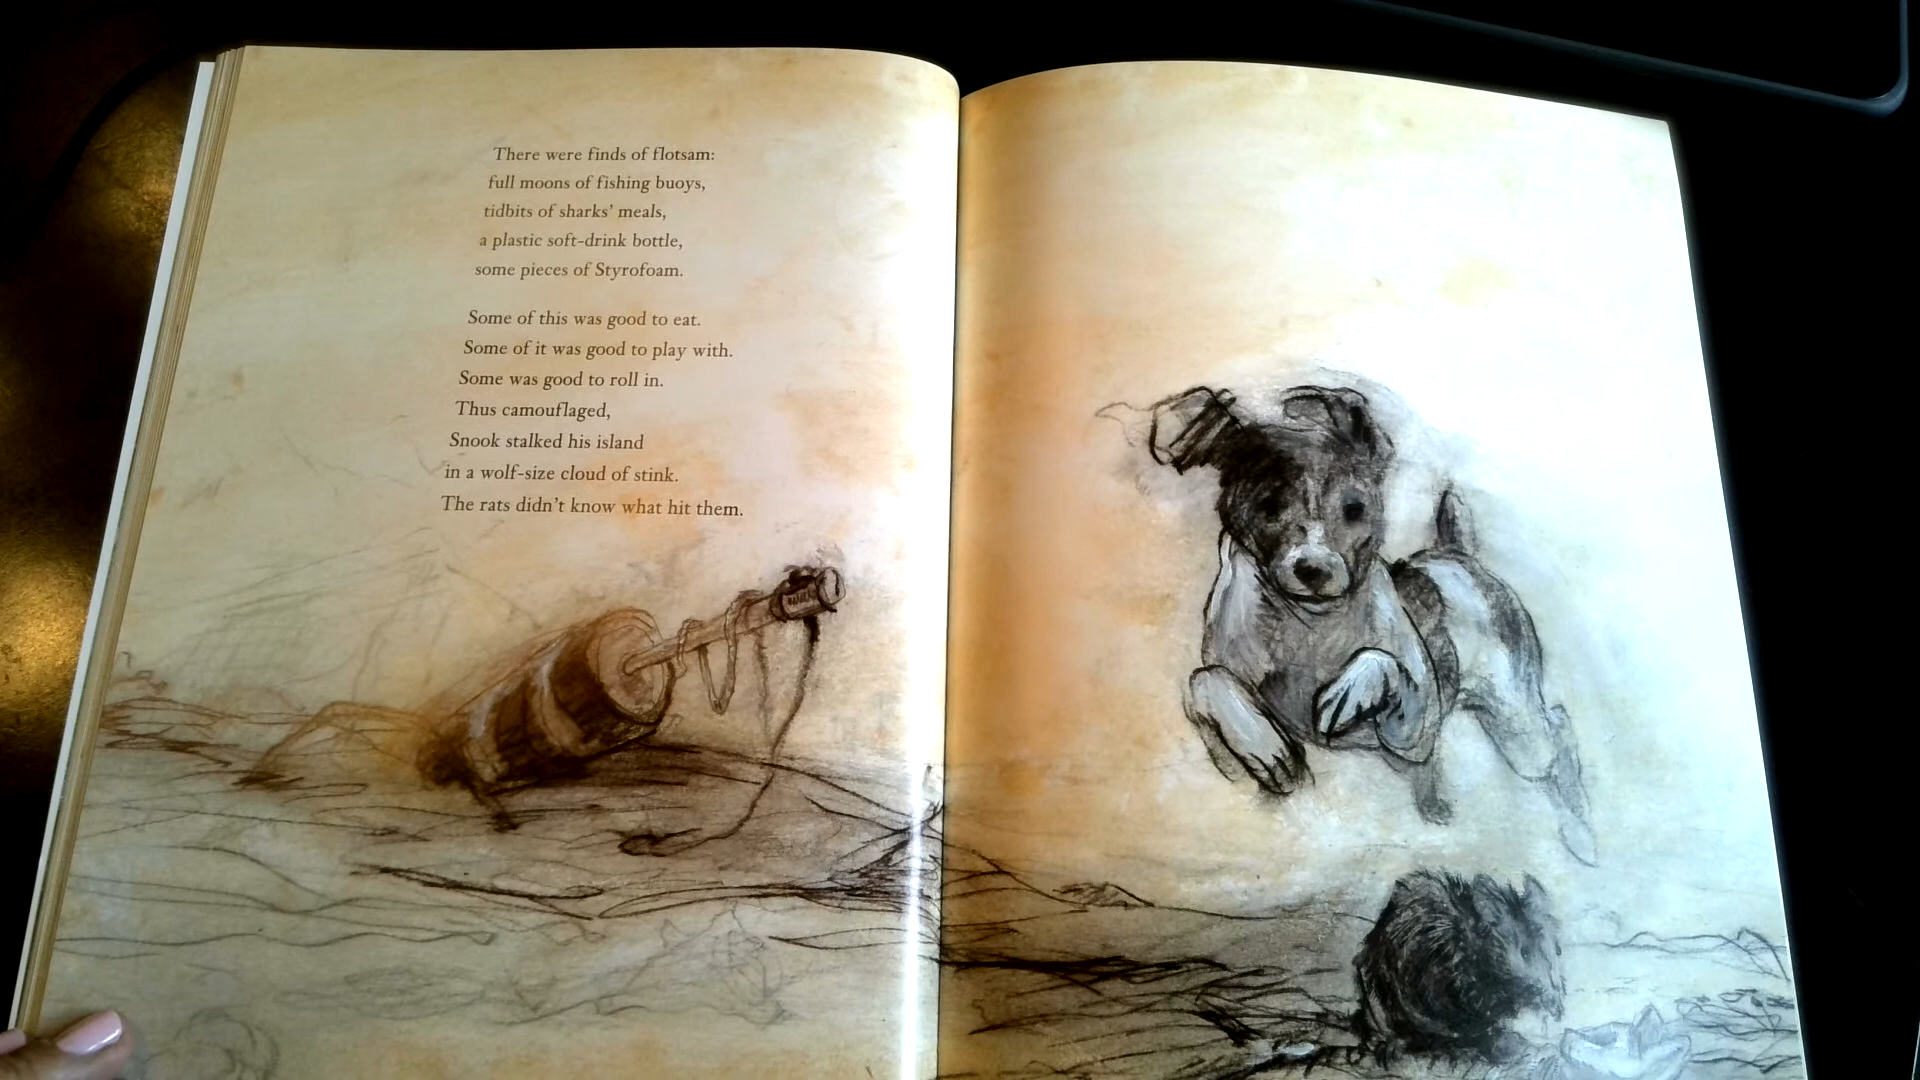 There were finds of flotsam:
full moons of fishing buoys,
tidbits of sharks' meals,
a plastic soft-drink bottle,
some pieces of Styrofoam.
Some of this was good to eat.
Some of it was good to play with.
Some was good to roll in.
Thus camouflaged,
Snook stalked his island
in a wolf-size cloud of stink.
The rats didn't know what hit them.